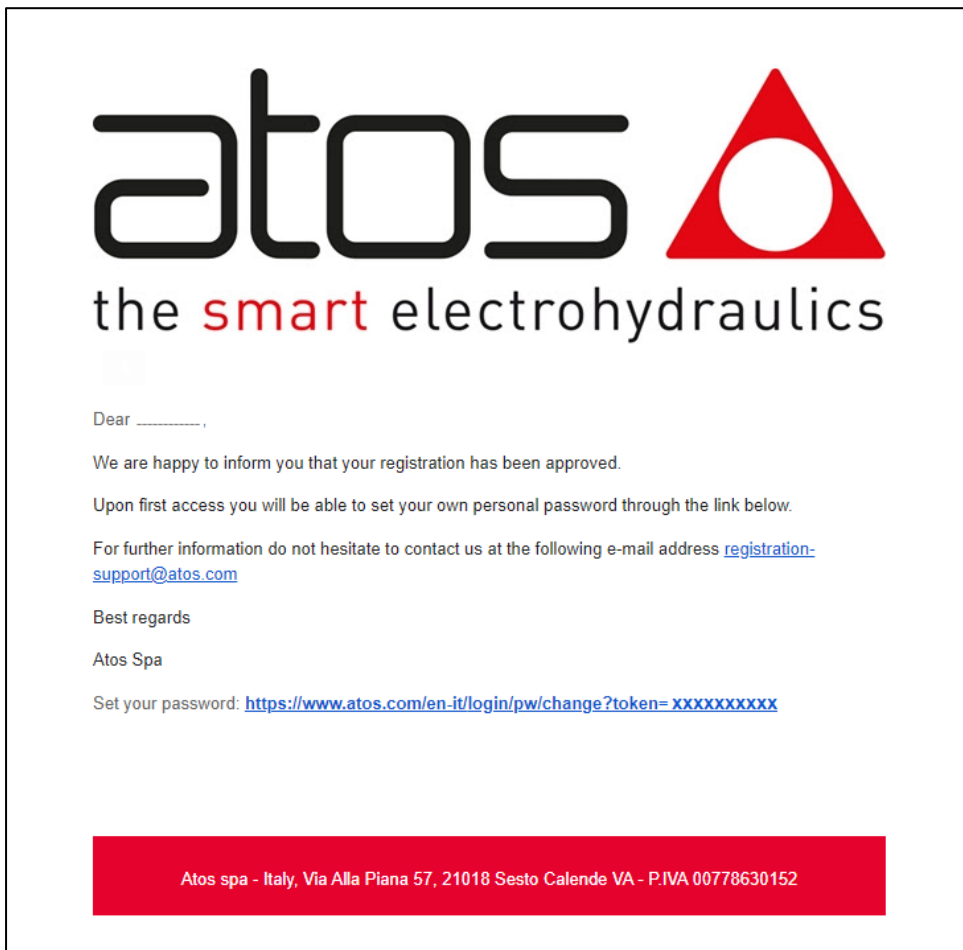 atos
the smart electrohydraulics
Dear ____________,
We are happy to inform you that your registration has been approved.
Upon first access you will be able to set your own personal password through the link below.
For further information do not hesitate to contact us at the following e-mail address registration-
support@atos.com
Best regards
Atos Spa
Set your password: https://www.atos.com/en-it/login/pw/change?token= xxxxxxxxxx
Atos spa - Italy, Via Alla Piana 57, 21018 Sesto Calende VA - P.IVA 00778630152